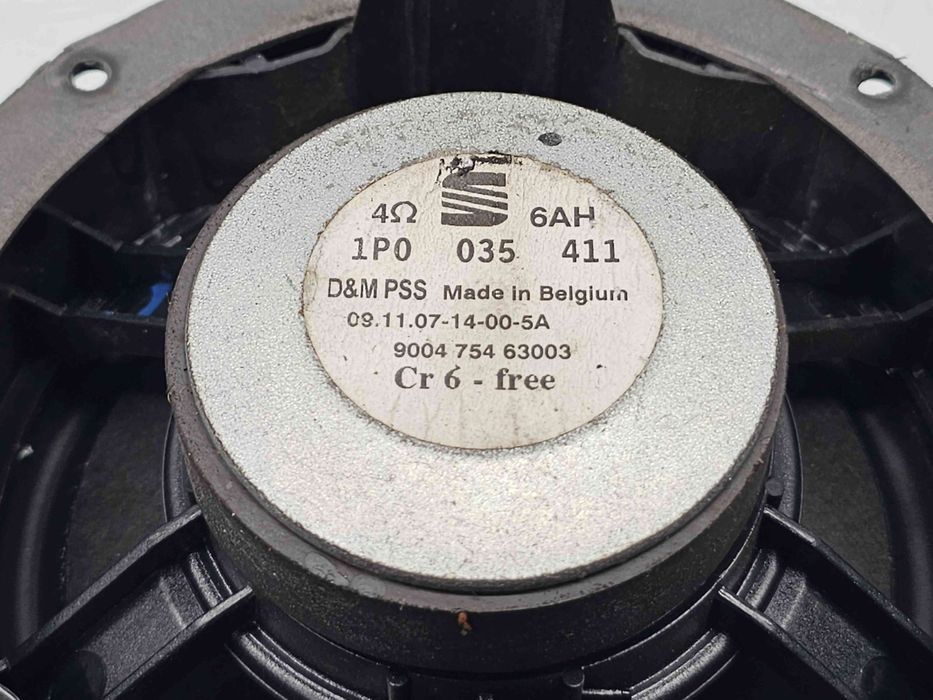 4Ω 6AH
1P0 035 411
D&M PSS Made in Belgium
09.11.07-14-00-5A
9004 754 63003
Cr 6 - free